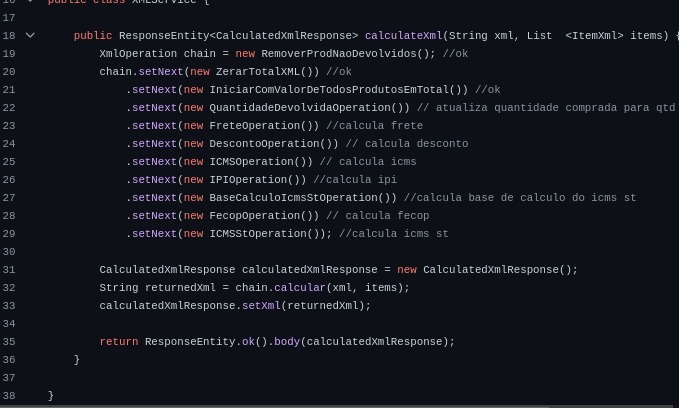 16 public class XMLService {
17
18 public ResponseEntity<CalculatedXmlResponse> calculateXml(String xml, List <ItemXml> items) {
19 XmlOperation chain = new RemoverProdNaoDevolvidos(); //ok
20 chain.setNext(new ZerarTotalXML()) //ok
21 .setNext(new IniciarComValorDeTodosProdutosEmTotal()) //ok
22 .setNext(new QuantidadeDevolvidaOperation()) // atualiza quantidade comprada para qtd
23 .setNext(new FreteOperation()) //calcula frete
24 .setNext(new DescontoOperation()) // calcula desconto
25 .setNext(new ICMSOperation()) // calcula icms
26 .setNext(new IPIOperation()) //calcula ipi
27 .setNext(new BaseCalculoIcmsStOperation()) //calcula base de calculo do icms st
28 .setNext(new FecopOperation()) // calcula fecop
29 .setNext(new ICMSStOperation()); //calcula icms st
30
31 CalculatedXmlResponse calculatedXmlResponse = new CalculatedXmlResponse();
32 String returnedXml = chain.calcular(xml, items);
33 calculatedXmlResponse.setXml(returnedXml);
34
35 return ResponseEntity.ok().body(calculatedXmlResponse);
36 }
37
38 }